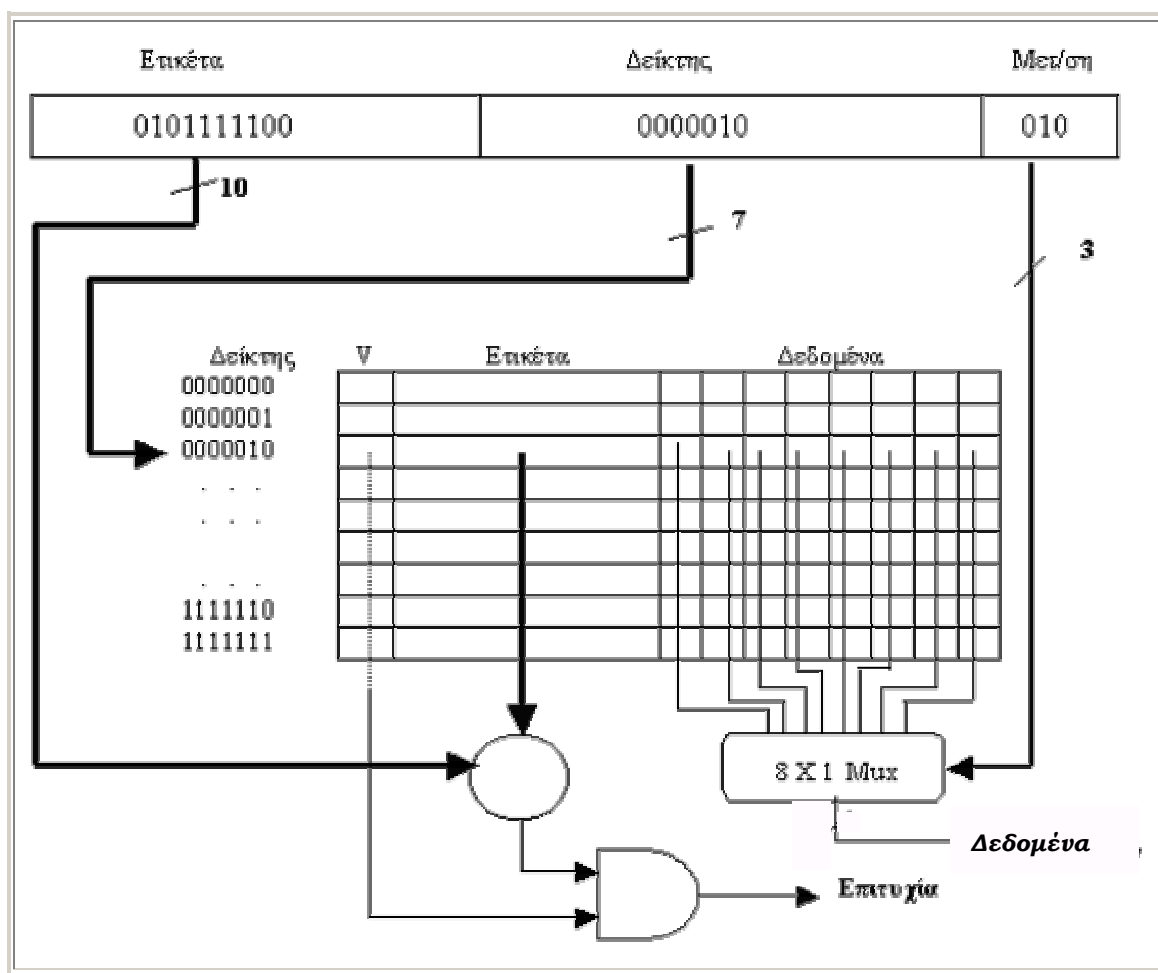 Ετικέτα Δείκτης Μετ/ση
0101111100 0000010 010
10
7
3
Δείκτης V Ετικέτα Δεδομένα
0000000
0000001
0000010
. . .
. . .
. . .
1111110
1111111
8 X 1 Mux
Δεδομένα
Επιτυχία